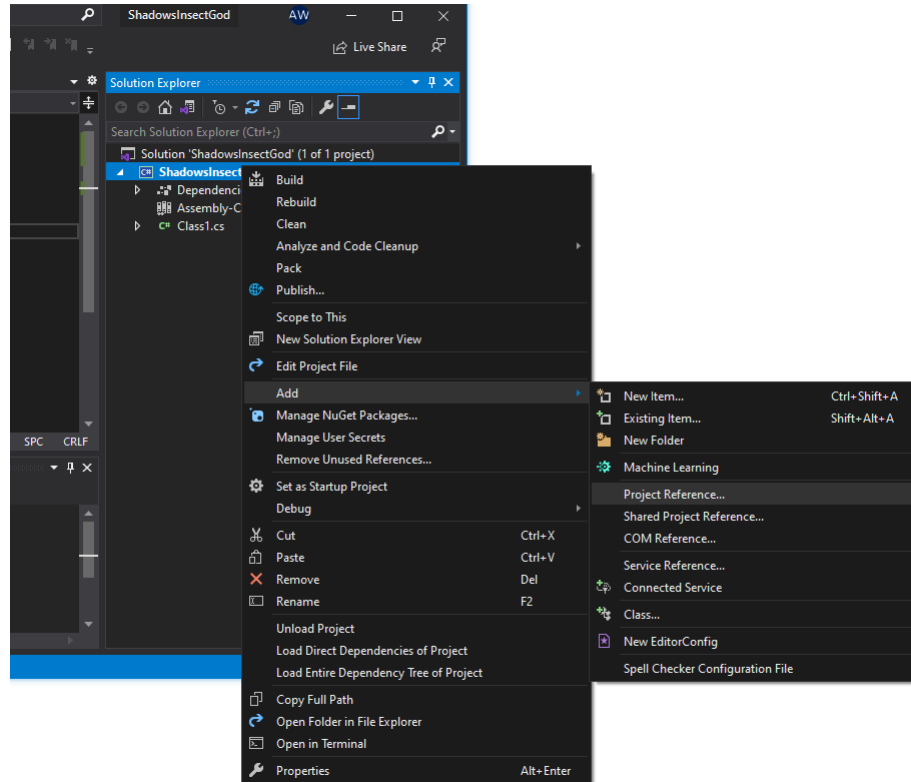 ShadowsInsectGod AW
Live Share
Solution Explorer
Search Solution Explorer (Ctrl+;)
Solution 'ShadowsInsectGod' (1 of 1 project)
C# ShadowsInsect
Dependenci
Assembly-C
C# Class1.cs
SPC CRLF
Build
Rebuild
Clean
Analyze and Code Cleanup
Pack
Publish...
Scope to This
New Solution Explorer View
Edit Project File
Add
Manage NuGet Packages...
Manage User Secrets
Remove Unused References...
Set as Startup Project
Debug
Cut Ctrl+X
Paste Ctrl+V
Remove Del
Rename F2
Unload Project
Load Direct Dependencies of Project
Load Entire Dependency Tree of Project
Copy Full Path
Open Folder in File Explorer
Open in Terminal
Properties Alt+Enter
New Item... Ctrl+Shift+A
Existing Item... Shift+Alt+A
New Folder
Machine Learning
Project Reference...
Shared Project Reference...
COM Reference...
Service Reference...
Connected Service
Class...
New EditorConfig
Spell Checker Configuration File